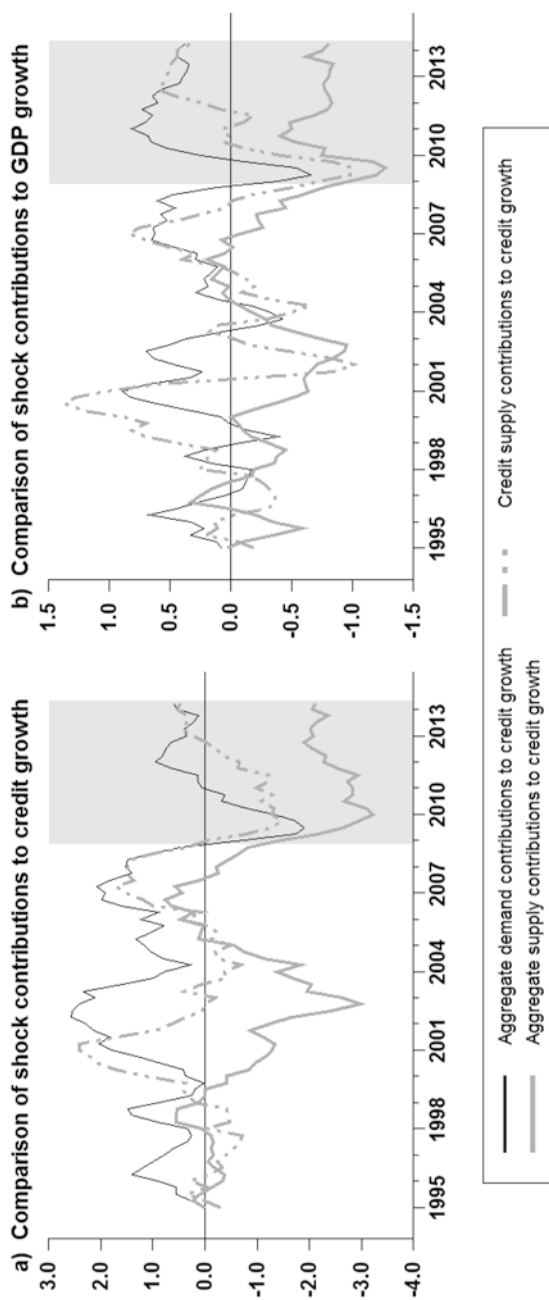 a) Comparison of shock contributions to credit growth
3.0
2.0
1.0
0.0
-1.0
-2.0
-3.0
-4.0
1995 1998 2001 2004 2007 2010 2013
b) Comparison of shock contributions to GDP growth
1.5
1.0
0.5
0.0
-0.5
-1.0
-1.5
1995 1998 2001 2004 2007 2010 2013
Aggregate demand contributions to credit growth Credit supply contributions to credit growth
Aggregate supply contributions to credit growth